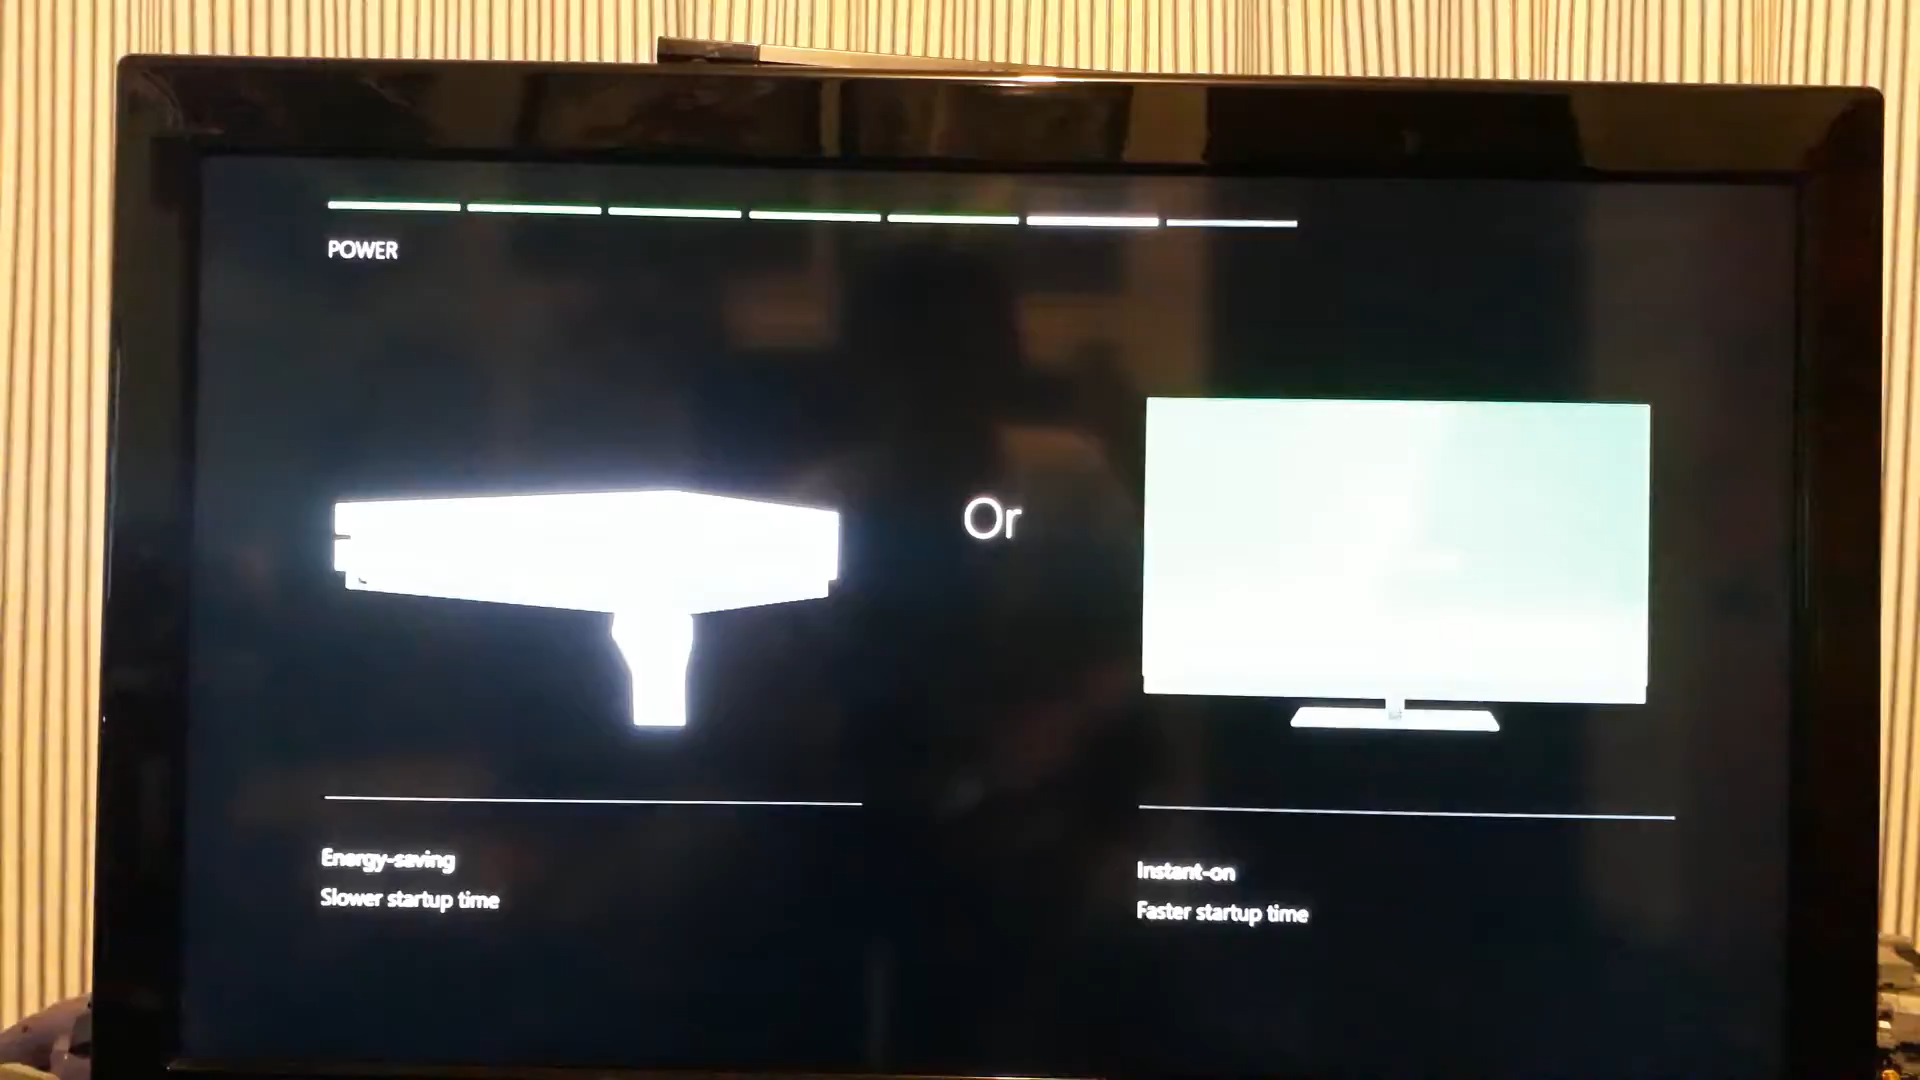 POWER
Or
Energy-saving
Slower startup time
Instant-on
Faster startup time